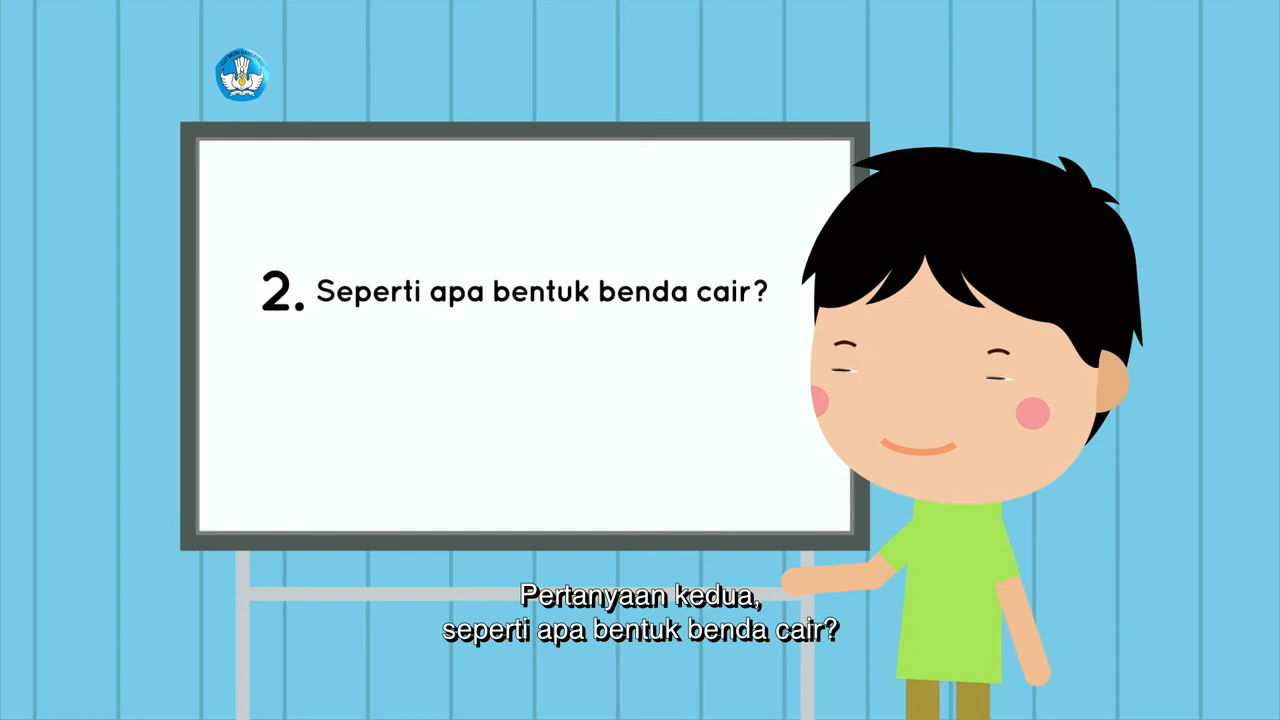 2. Seperti apa bentuk benda cair?
Pertanyaan kedua,
seperti apa bentuk benda cair?